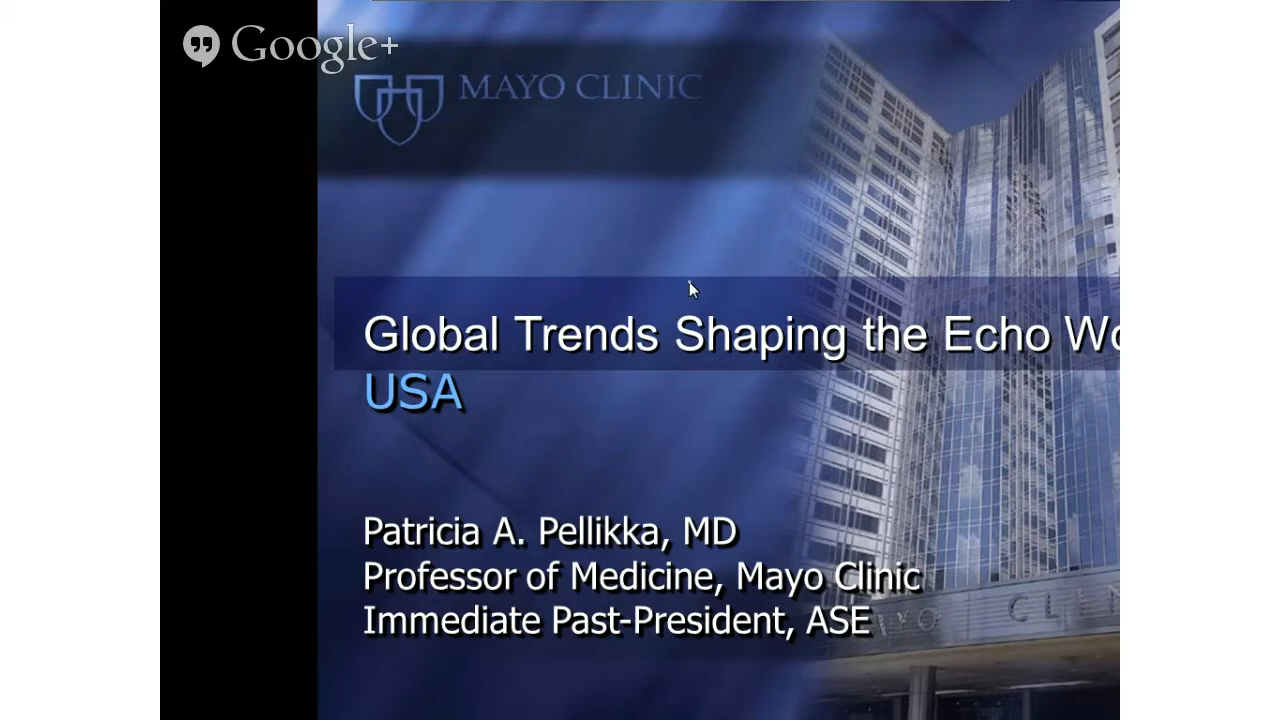 Google+
MAYO CLINIC
Global Trends Shaping the Echo Wo
USA
Patricia A. Pellikka, MD
Professor of Medicine, Mayo Clinic
Immediate Past-President, ASE